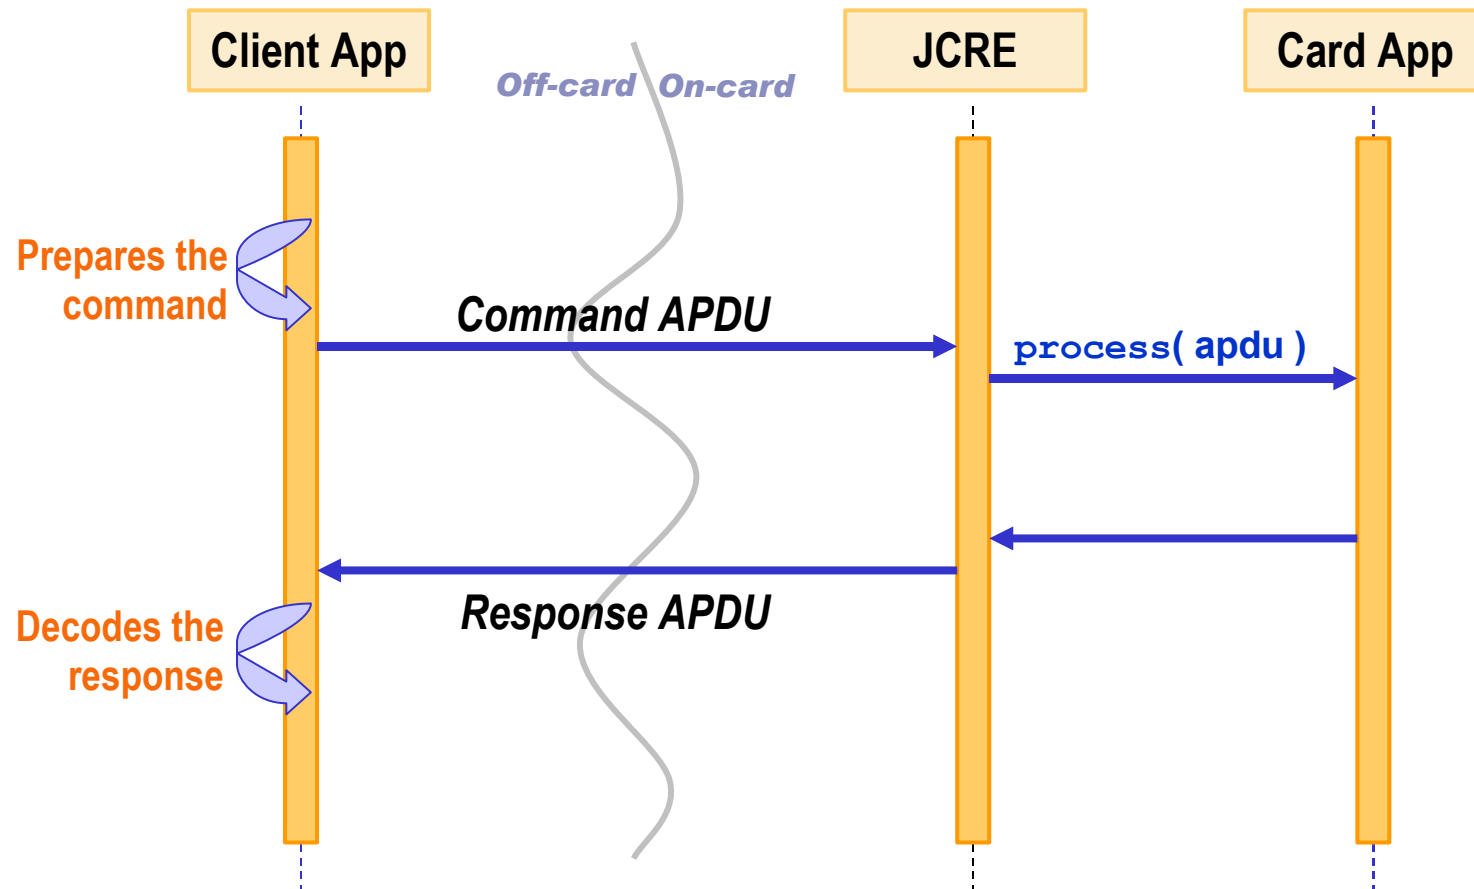 Client App
JCRE
Card App
Off-card On-card
Prepares the
command
Command APDU
process( apdu )
Response APDU
Decodes the
response